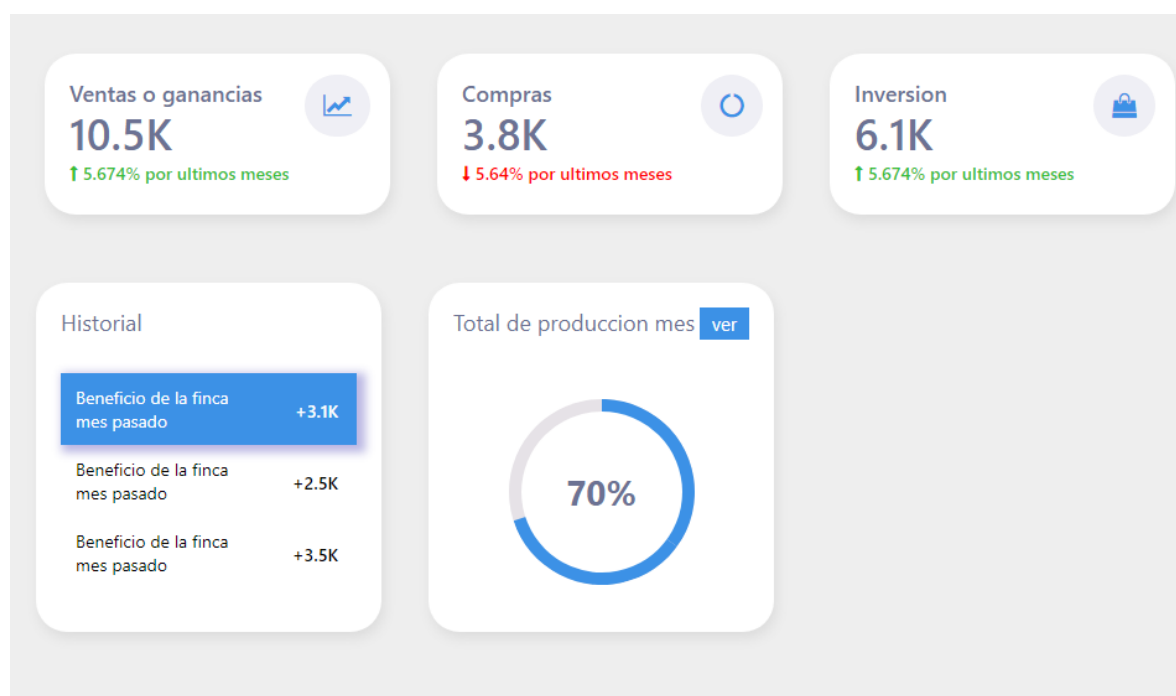 Ventas o ganancias
10.5K
⬆ 5.674% por ultimos meses
Compras
3.8K
⬇ 5.64% por ultimos meses
Inversion
6.1K
⬆ 5.674% por ultimos meses
Historial
Beneficio de la finca
mes pasado
+3.1K
Beneficio de la finca
mes pasado
+2.5K
Beneficio de la finca
mes pasado
+3.5K
Total de produccion mes ver
70%